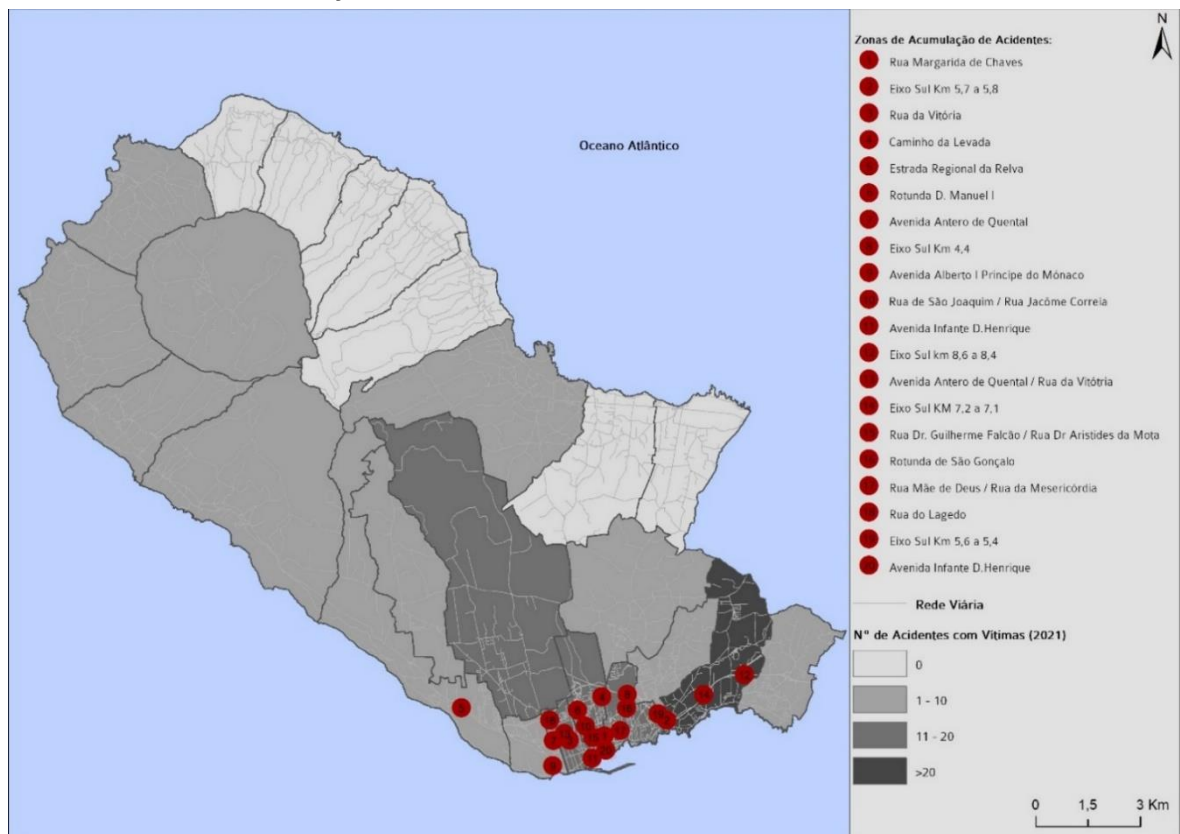 N
Zonas de Acumulação de Acidentes:
Rua Margarida de Chaves
Eixo Sul Km 5,7 a 5,8
Rua da Vitória
Caminho da Levada
Estrada Regional da Relva
Rotunda D. Manuel I
Avenida Antero de Quental
Eixo Sul Km 4,4
Avenida Alberto I Principe do Mónaco
Rua de São Joaquim / Rua Jacôme Correia
Avenida Infante D.Henrique
Eixo Sul km 8,6 a 8,4
Avenida Antero de Quental / Rua da Vitótria
Eixo Sul KM 7,2 a 7,1
Rua Dr. Guilherme Falcão / Rua Dr Aristides da Mota
Rotunda de São Gonçalo
Rua Mãe de Deus / Rua da Mesericórdia
Rua do Lagedo
Eixo Sul Km 5,6 a 5,4
Avenida Infante D.Henrique
Rede Viária
Nº de Acidentes com Vítimas (2021)
0
1 - 10
11 - 20
>20
0 1,5 3 Km
Oceano Atlântico